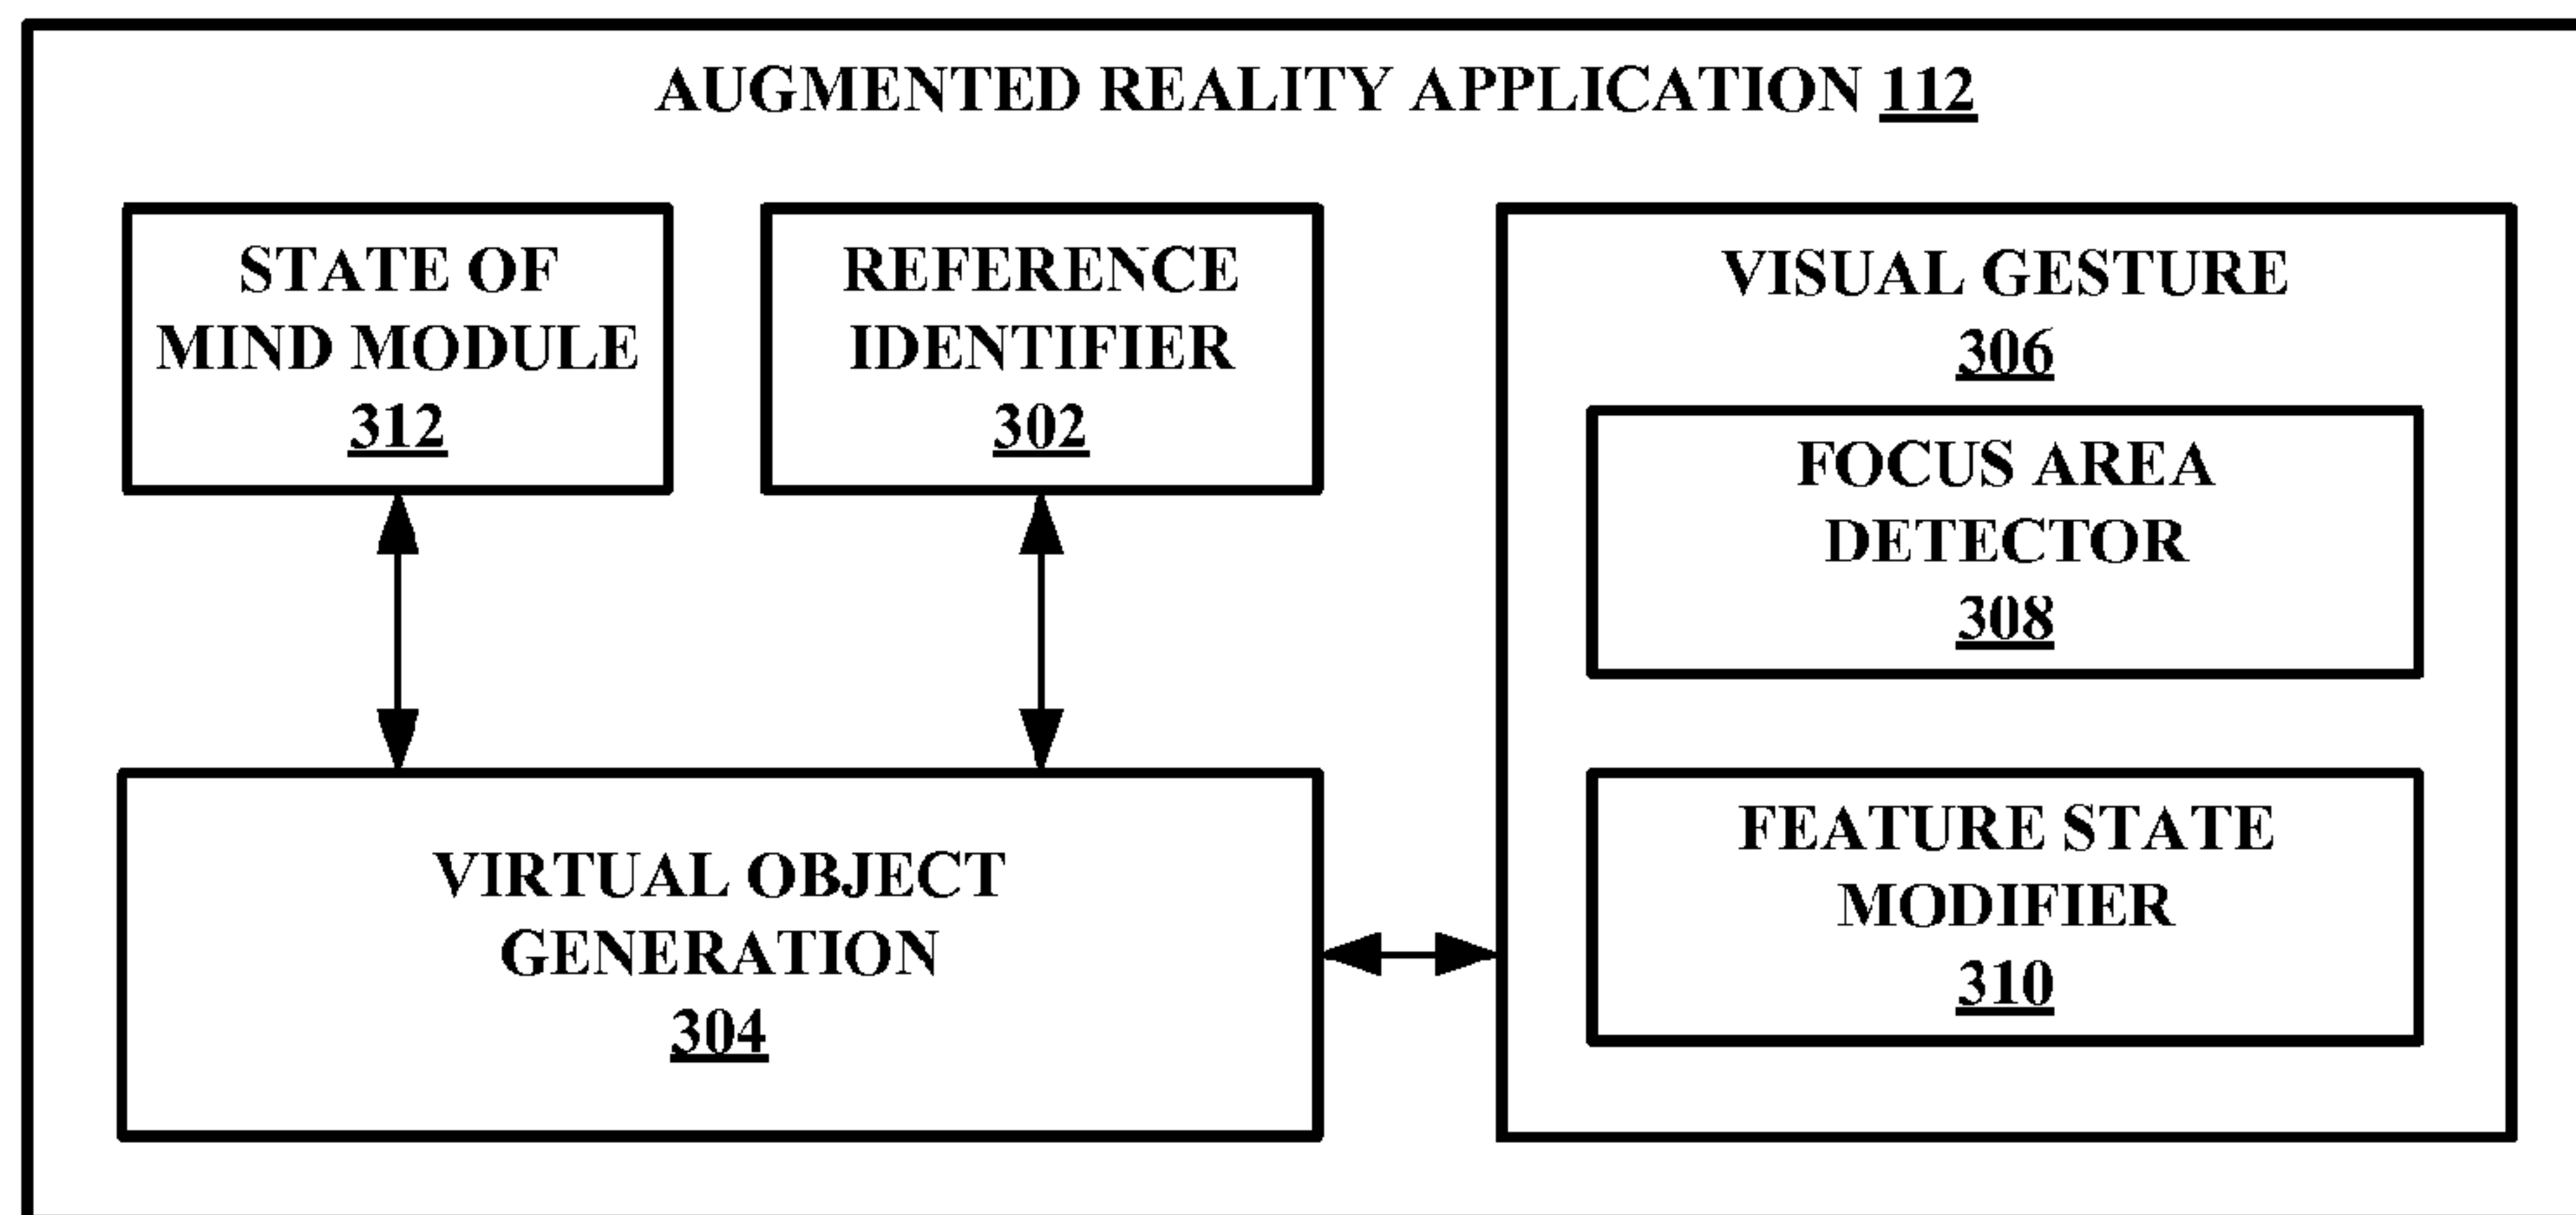 AUGMENTED REALITY APPLICATION 112
STATE OF
MIND MODULE
312
REFERENCE
IDENTIFIER
302
VISUAL GESTURE
306
FOCUS AREA
DETECTOR
308
VIRTUAL OBJECT
GENERATION
304
FEATURE STATE
MODIFIER
310